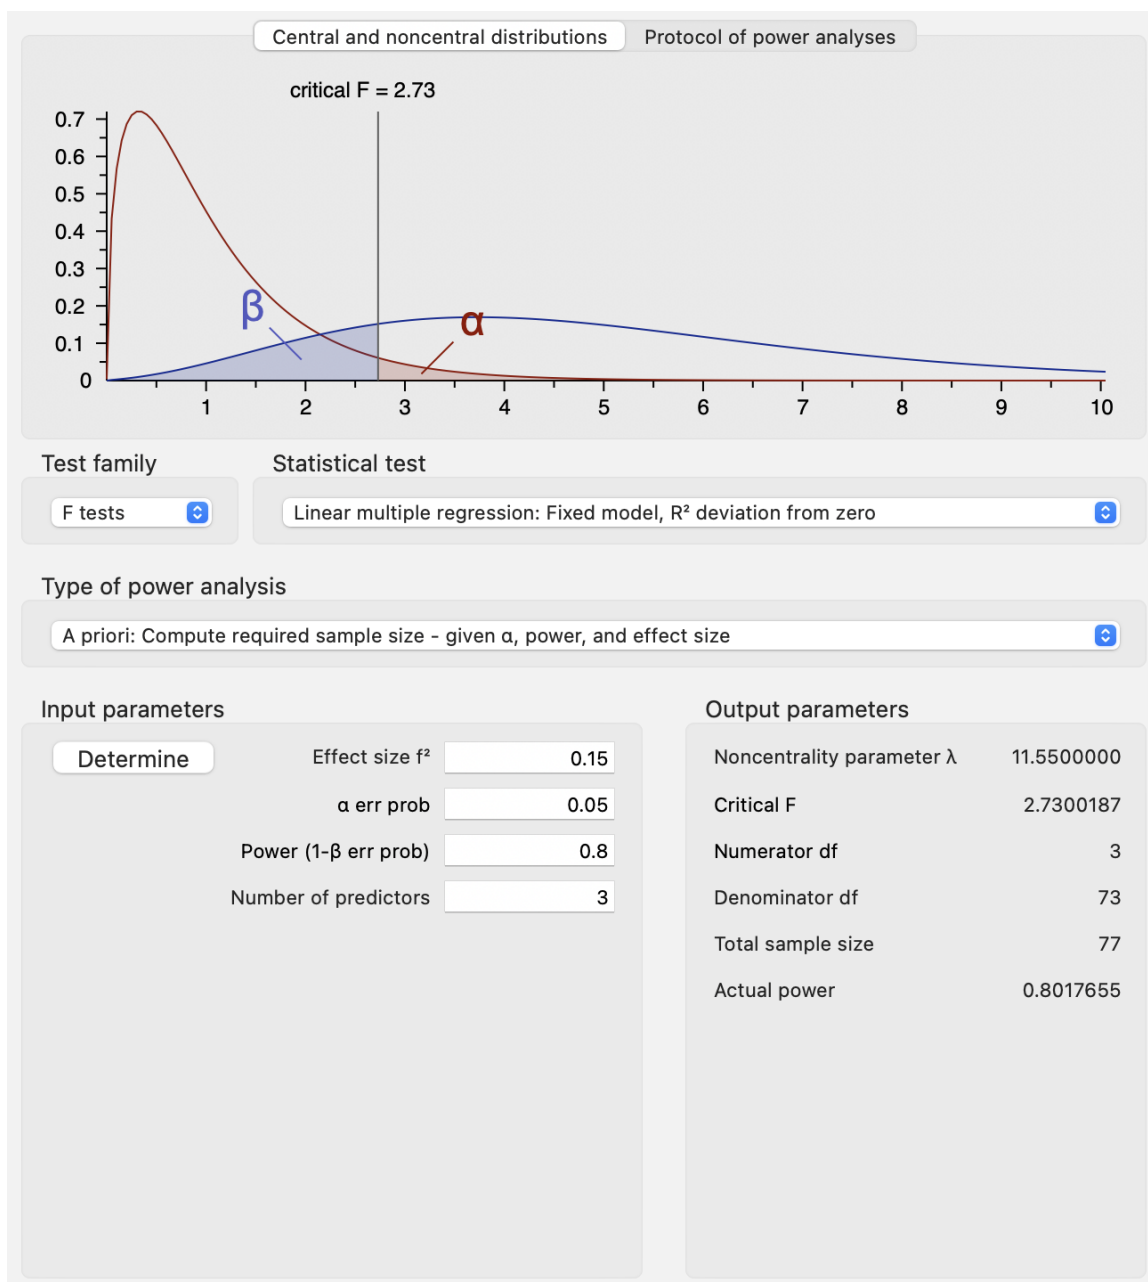 Central and noncentral distributions Protocol of power analyses
critical F = 2.73
0.7
0.6
0.5
0.4
0.3
0.2
0.1
0
β
α
1 2 3 4 5 6 7 8 9 10
Test family Statistical test
F tests Linear multiple regression: Fixed model, R² deviation from zero
Type of power analysis
A priori: Compute required sample size - given α, power, and effect size
Input parameters
Determine Effect size f² 0.15
α err prob 0.05
Power (1-β err prob) 0.8
Number of predictors 3
Output parameters
Noncentrality parameter λ 11.5500000
Critical F 2.7300187
Numerator df 3
Denominator df 73
Total sample size 77
Actual power 0.8017655